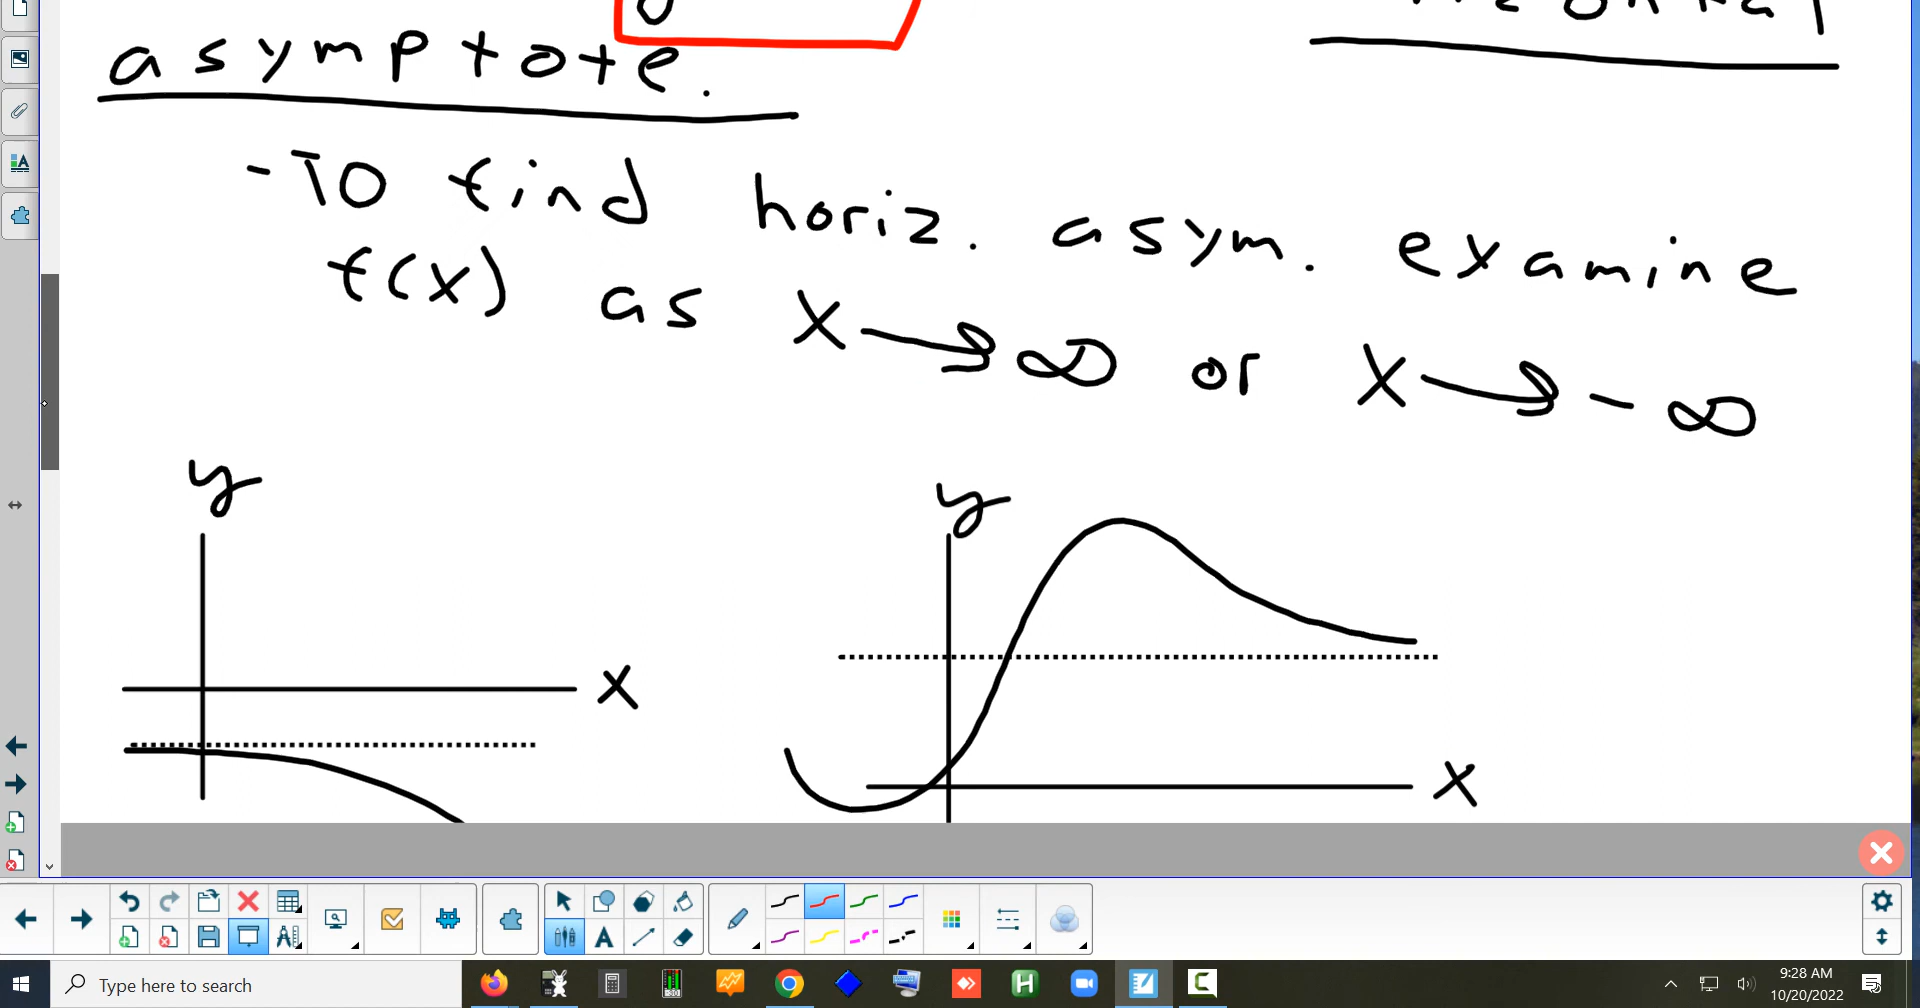 asymptote.
-To find horiz. asym. examine
f(x) as x→∞ or x→-∞
y
x
y
x
Type here to search
9:28 AM
10/20/2022